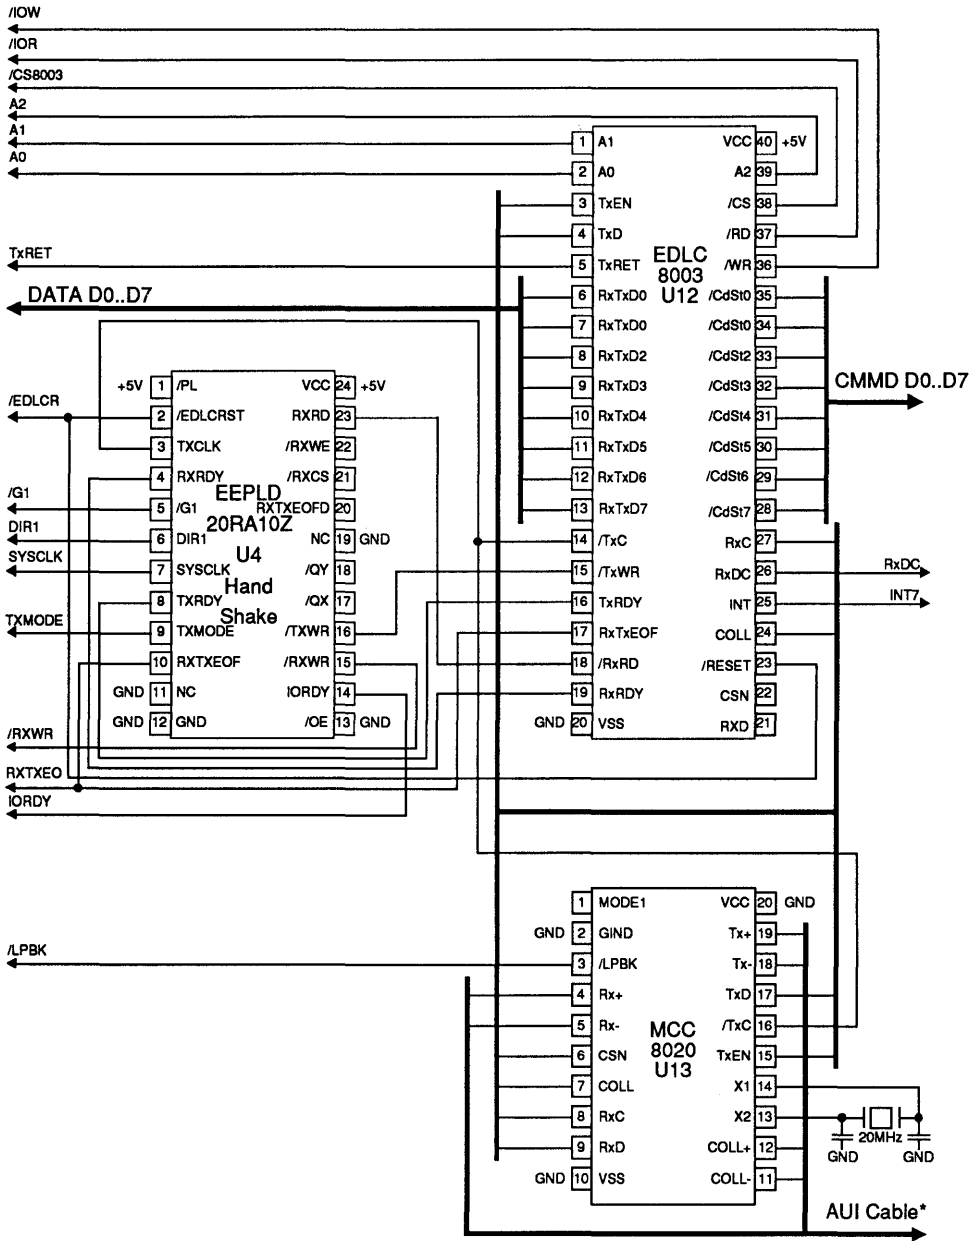 /IOW
/IOR
/CS8003
A2
A1
A0
TxRET
DATA D0..D7
/EDLCR
/G1
DIR1
SYSCLK
TXMODE
/RXWR
RXTXEO
IORDY
/LPBK
+5V 1 /PL VCC 24 +5V
2 /EDLCRST RXRD 23
3 TXCLK /RXWE 22
4 RXRDY /RXCS 21
5 /G1 RXTXEOFD 20
6 DIR1 NC 19 GND
7 SYSCLK /QY 18
8 TXRDY /QX 17
9 TXMODE /TXWR 16
10 RXTXEOF /RXWR 15
GND 11 NC IORDY 14
GND 12 GND /OE 13 GND
EEPLD
20RA10Z
U4
Hand
Shake
1 A1 VCC 40 +5V
2 A0 A2 39
3 TxEN /CS 38
4 TxD /RD 37
5 TxRET /WR 36
6 RxTxD0 /CdSt0 35
7 RxTxD0 /CdSt0 34
8 RxTxD2 /CdSt2 33
9 RxTxD3 /CdSt3 32
10 RxTxD4 /CdSt4 31
11 RxTxD5 /CdSt5 30
12 RxTxD6 /CdSt6 29
13 RxTxD7 /CdSt7 28
14 /TxC RxC 27
15 /TxWR RxDC 26
16 TxRDY INT 25
17 RxTxEOF COLL 24
18 /RxRD /RESET 23
19 RxRDY CSN 22
GND 20 VSS RXD 21
EDLC
8003
U12
CMMD D0..D7
RxDC
INT7
1 MODE1 VCC 20 GND
GND 2 GIND Tx+ 19
3 /LPBK Tx- 18
4 Rx+ TxD 17
5 Rx- /TxC 16
6 CSN TxEN 15
7 COLL X1 14
8 RxC X2 13
9 RxD COLL+ 12
GND 10 VSS COLL- 11
MCC
8020
U13
20MHz
GND GND
AUI Cable*